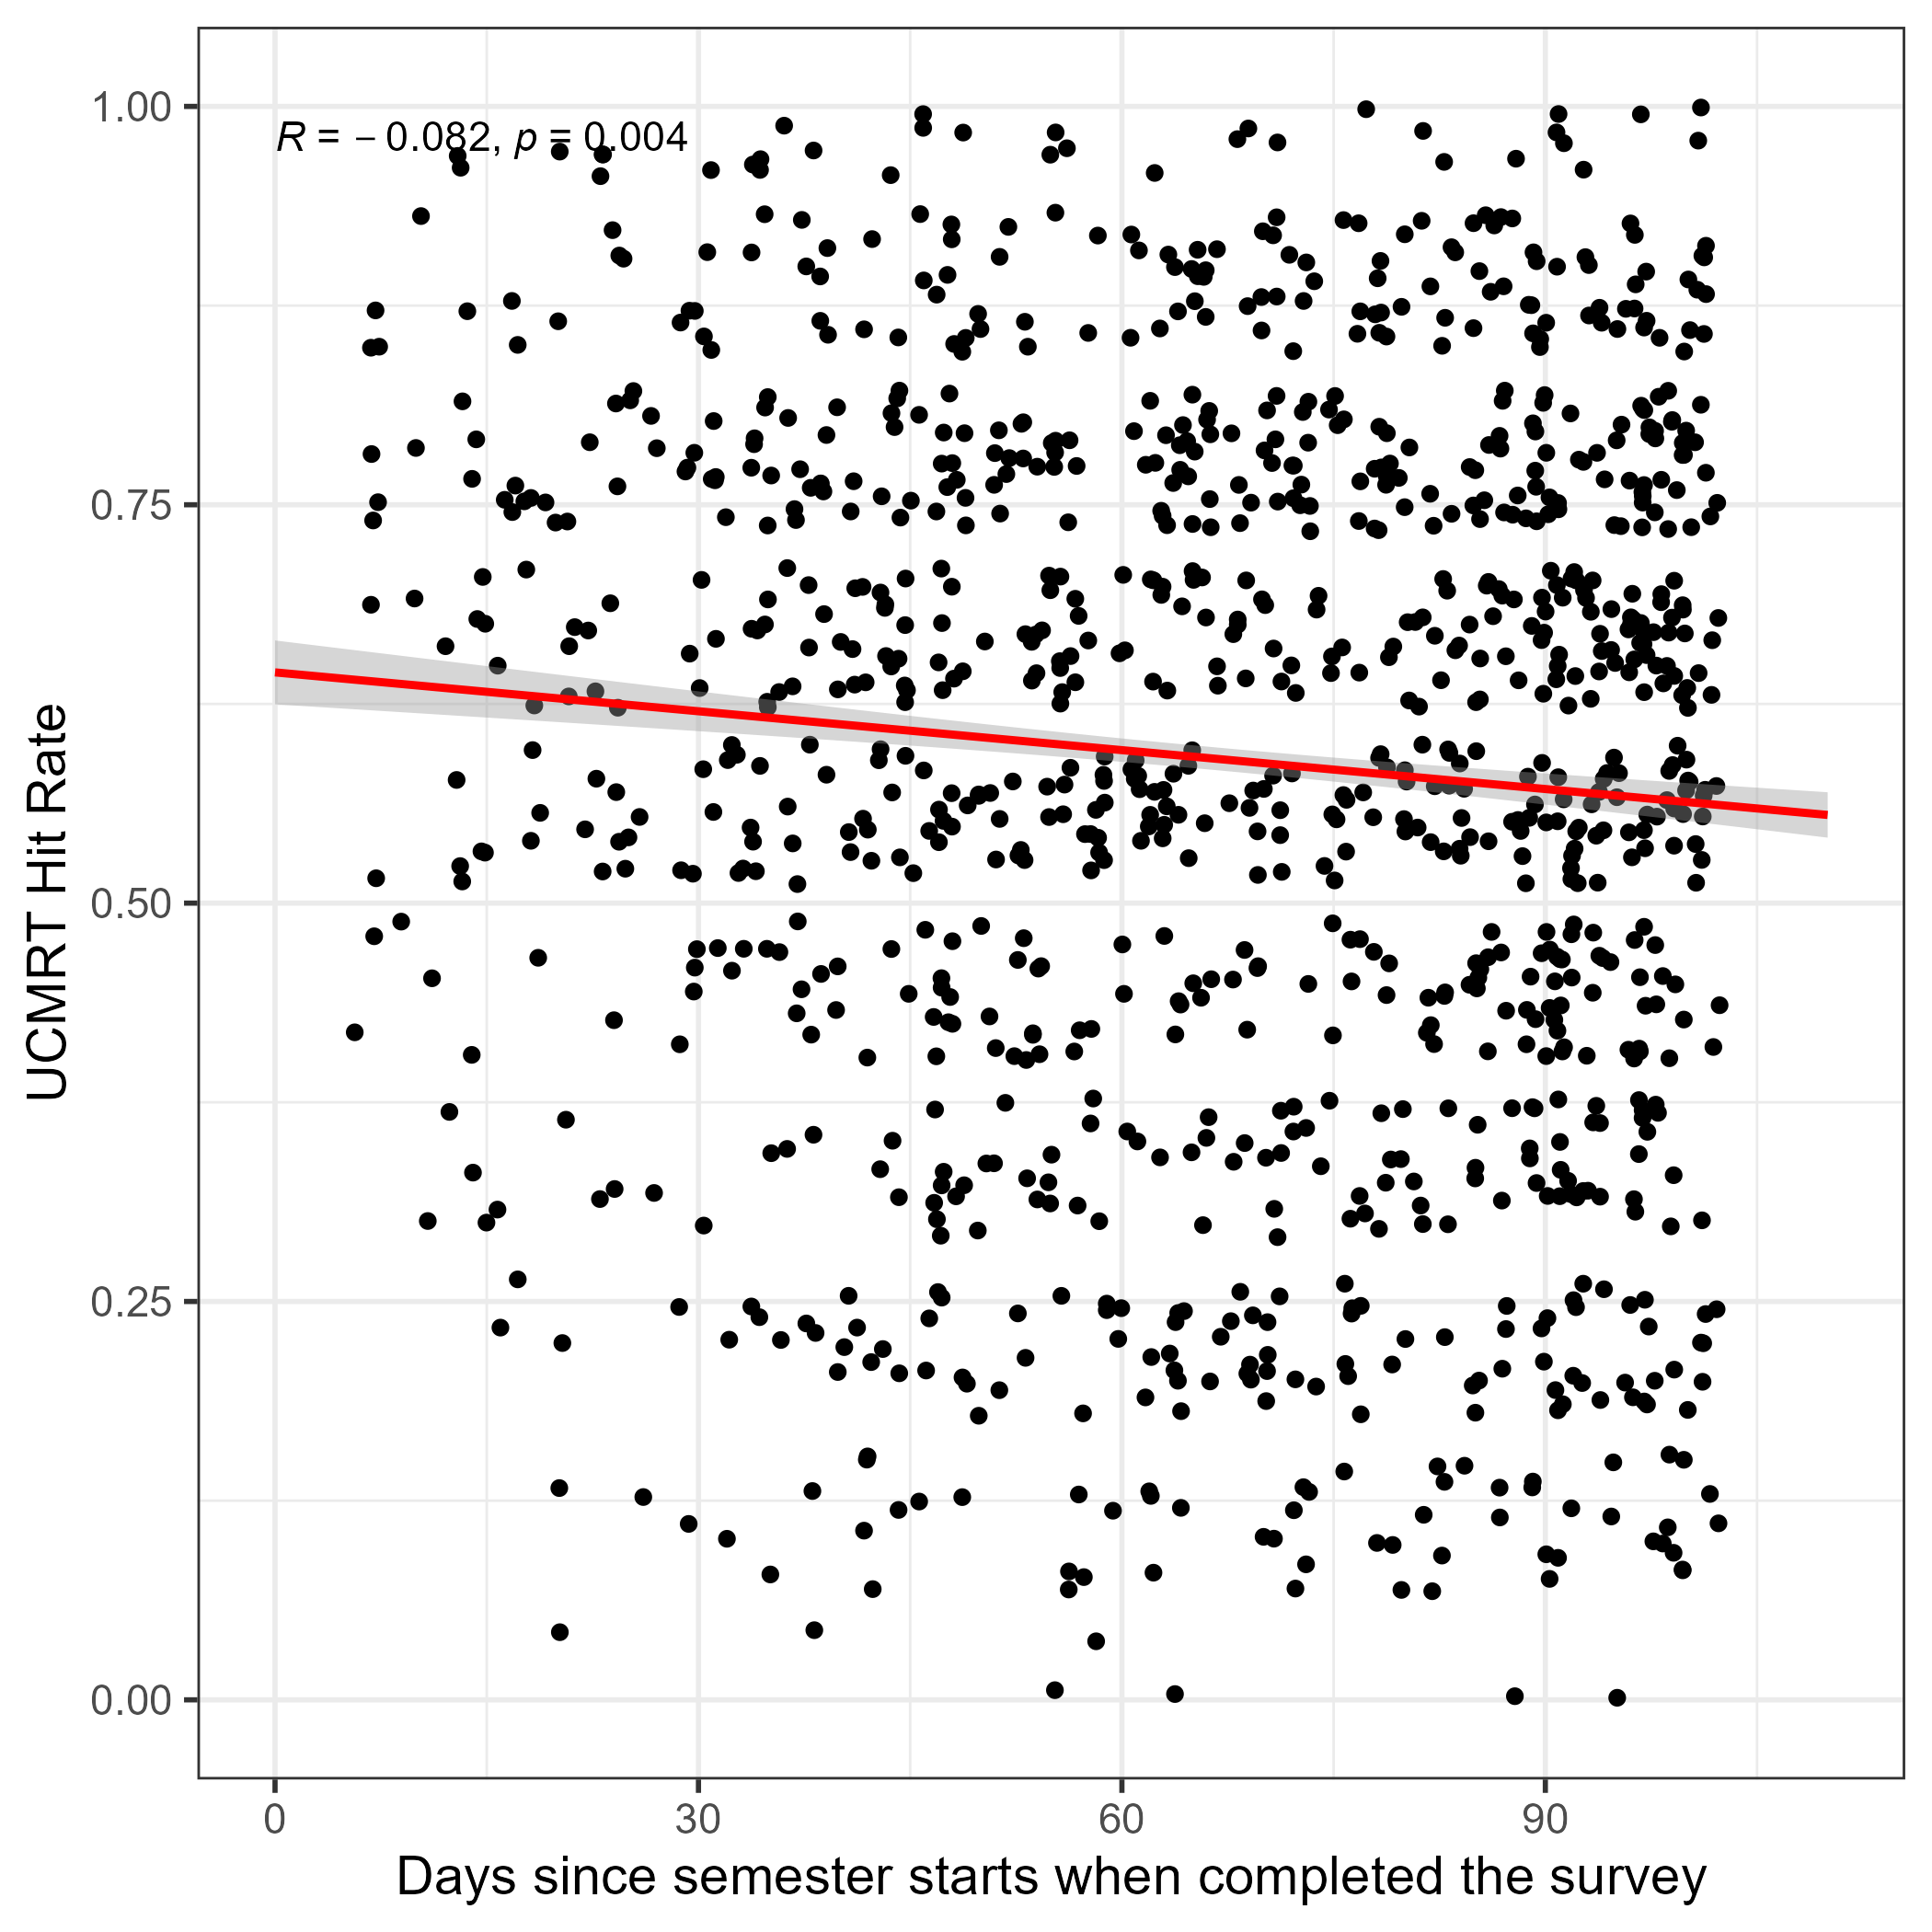 R = − 0.082, p = 0.004
1.00
0.75
0.50
0.25
0.00
UCMRT Hit Rate
0 30 60 90
Days since semester starts when completed the survey